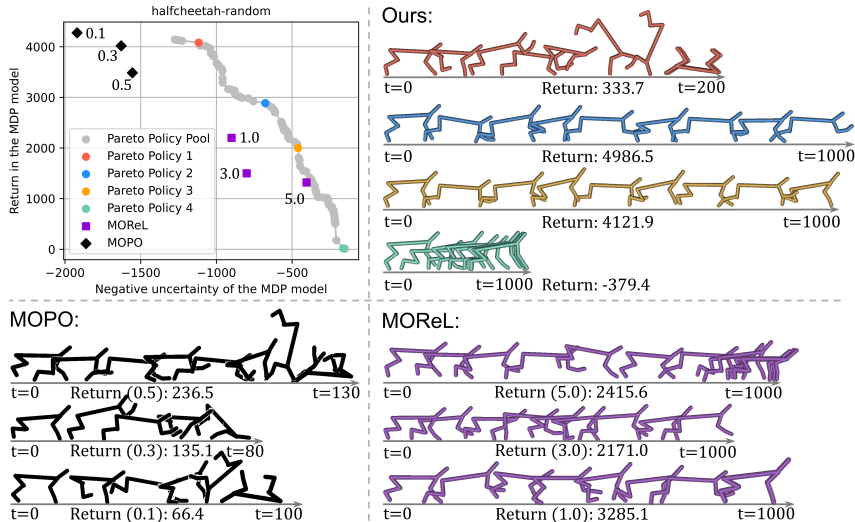 halfcheetah-random
Return in the MDP model
4000
3000
2000
1000
0
0.1
0.3
0.5
1.0
3.0
5.0
Pareto Policy Pool
Pareto Policy 1
Pareto Policy 2
Pareto Policy 3
Pareto Policy 4
MOReL
MOPO
−2000 −1500 −1000 −500
Negative uncertainty of the MDP model
Ours:
t=0 Return: 333.7 t=200
t=0 Return: 4986.5 t=1000
t=0 Return: 4121.9 t=1000
t=0 t=1000 Return: -379.4
MOPO:
t=0 Return (0.5): 236.5 t=130
t=0 Return (0.3): 135.1 t=80
t=0 Return (0.1): 66.4 t=100
MOReL:
t=0 Return (5.0): 2415.6 t=1000
t=0 Return (3.0): 2171.0 t=1000
t=0 Return (1.0): 3285.1 t=1000